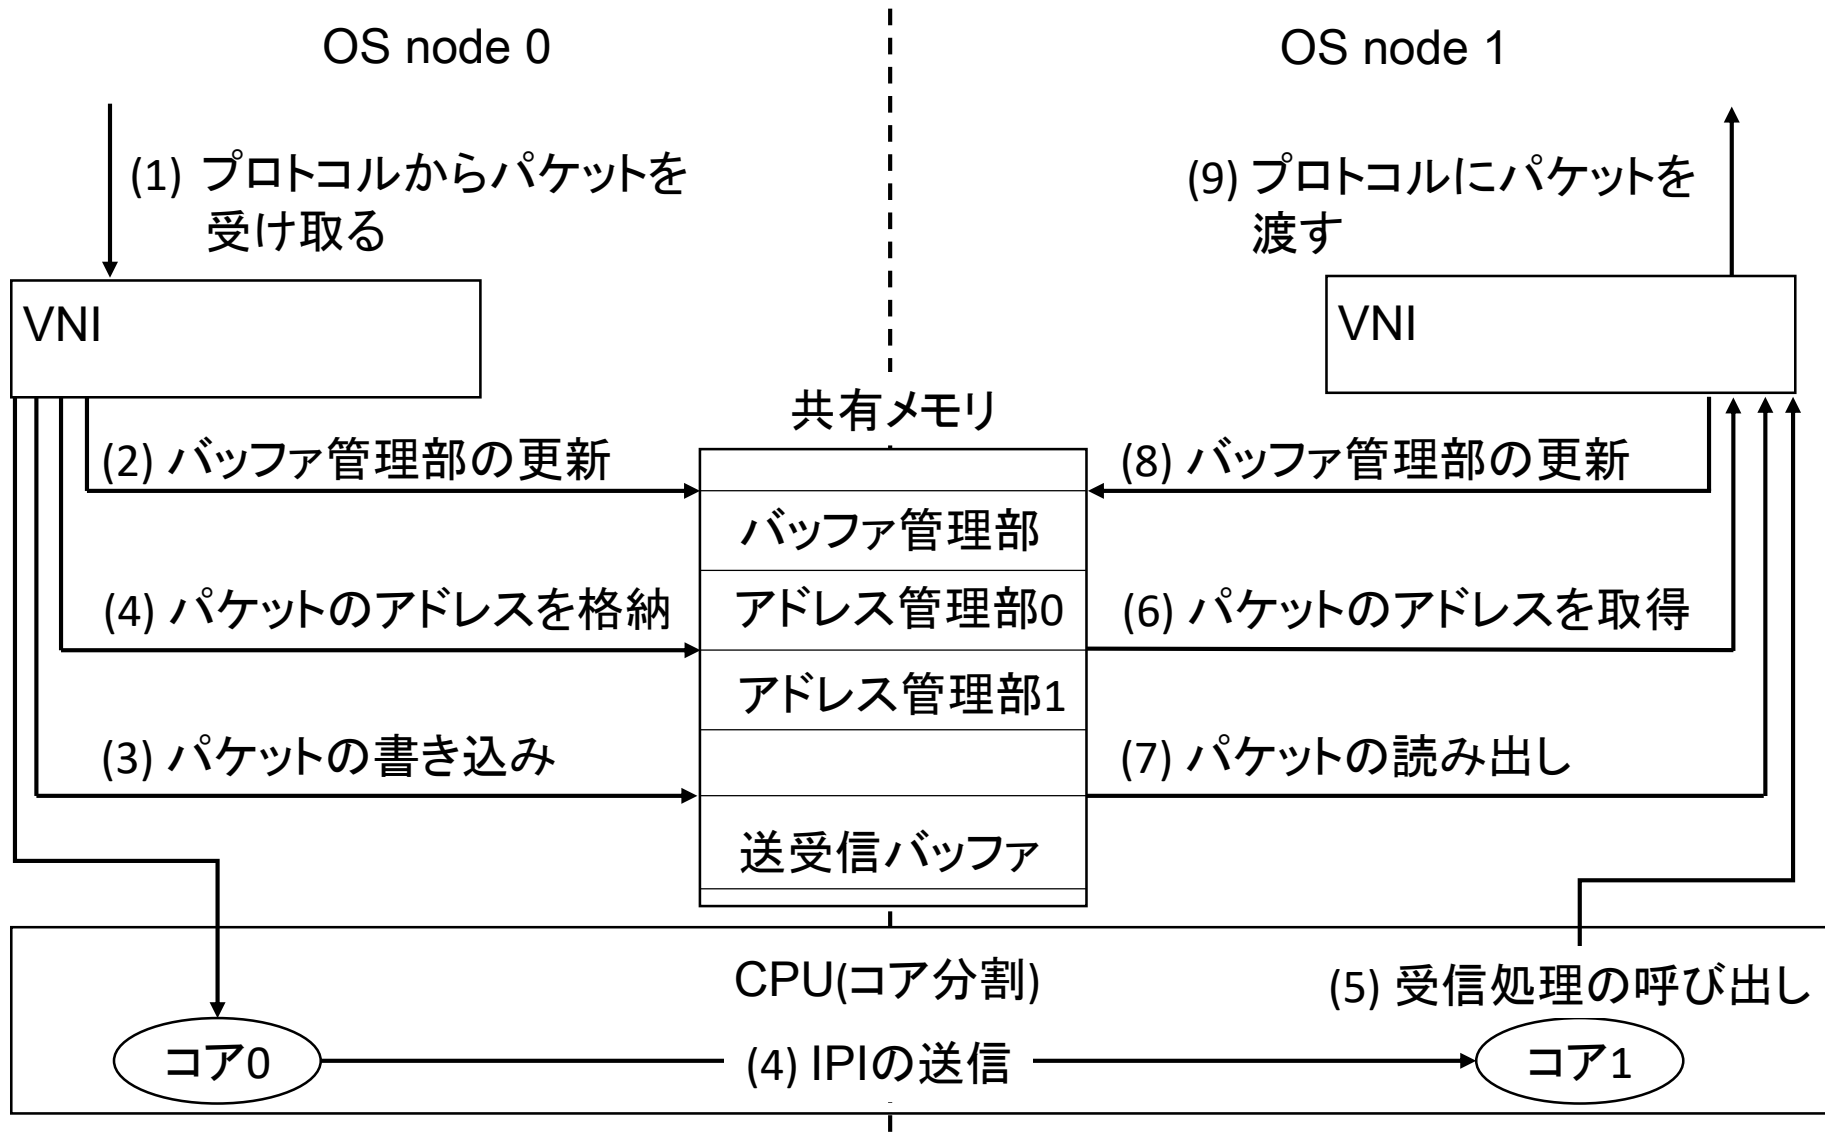 OS node 0
OS node 1
(1) プロトコルからパケットを
受け取る
(9) プロトコルにパケットを
渡す
VNI
VNI
共有メモリ
(2) バッファ管理部の更新
(8) バッファ管理部の更新
バッファ管理部
(4) パケットのアドレスを格納
アドレス管理部0
(6) パケットのアドレスを取得
アドレス管理部1
(3) パケットの書き込み
(7) パケットの読み出し
送受信バッファ
CPU(コア分割)
(5) 受信処理の呼び出し
コア0
(4) IPIの送信
コア1